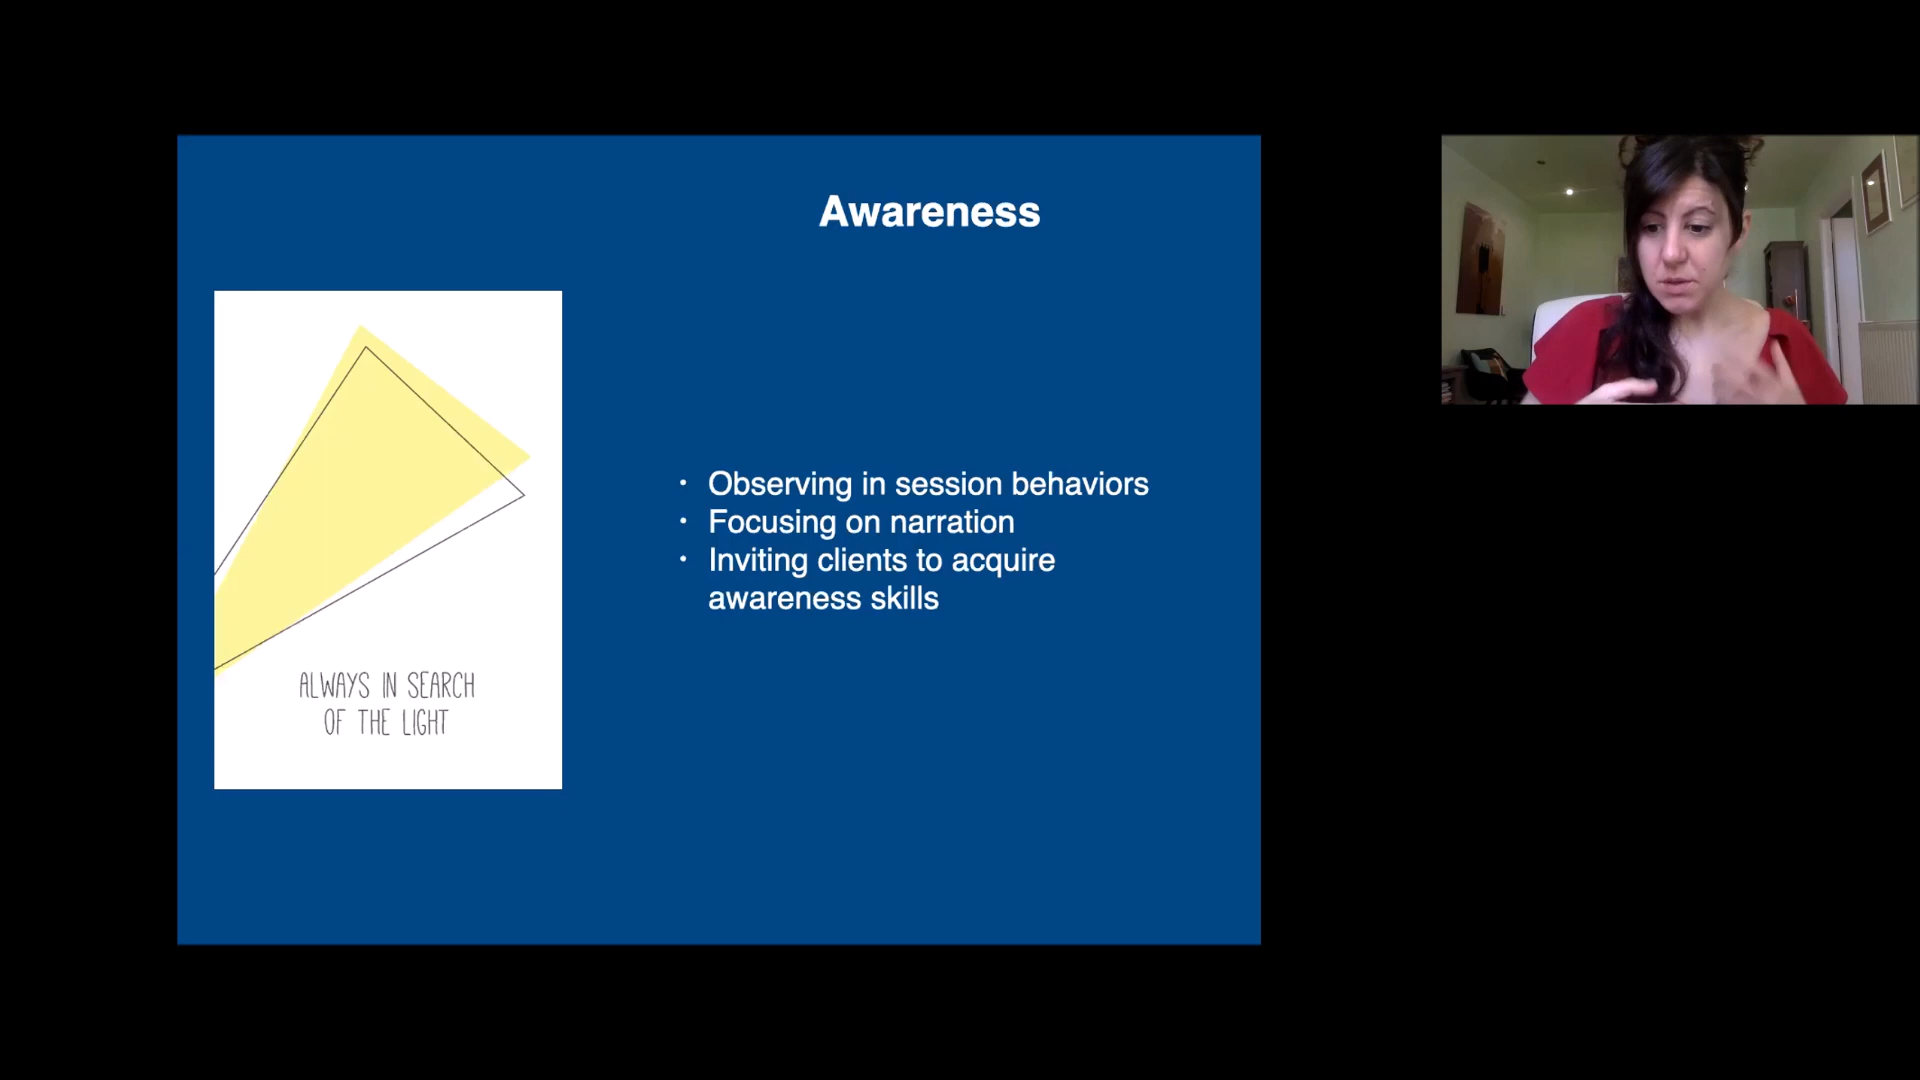 Awareness
ALWAYS IN SEARCH
OF THE LIGHT
• Observing in session behaviors
• Focusing on narration
• Inviting clients to acquire
awareness skills